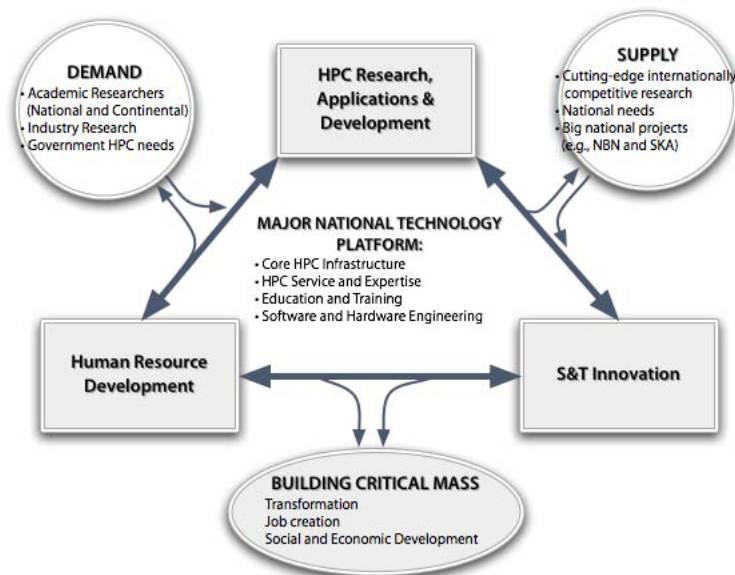 DEMAND
• Academic Researchers
(National and Continental)
• Industry Research
• Government HPC needs
HPC Research,
Applications &
Development
SUPPLY
• Cutting-edge internationally
competitive research
• National needs
• Big national projects
(e.g., NBN and SKA)
MAJOR NATIONAL TECHNOLOGY
PLATFORM:
• Core HPC Infrastructure
• HPC Service and Expertise
• Education and Training
• Software and Hardware Engineering
Human Resource
Development
S&T Innovation
BUILDING CRITICAL MASS
Transformation
Job creation
Social and Economic Development